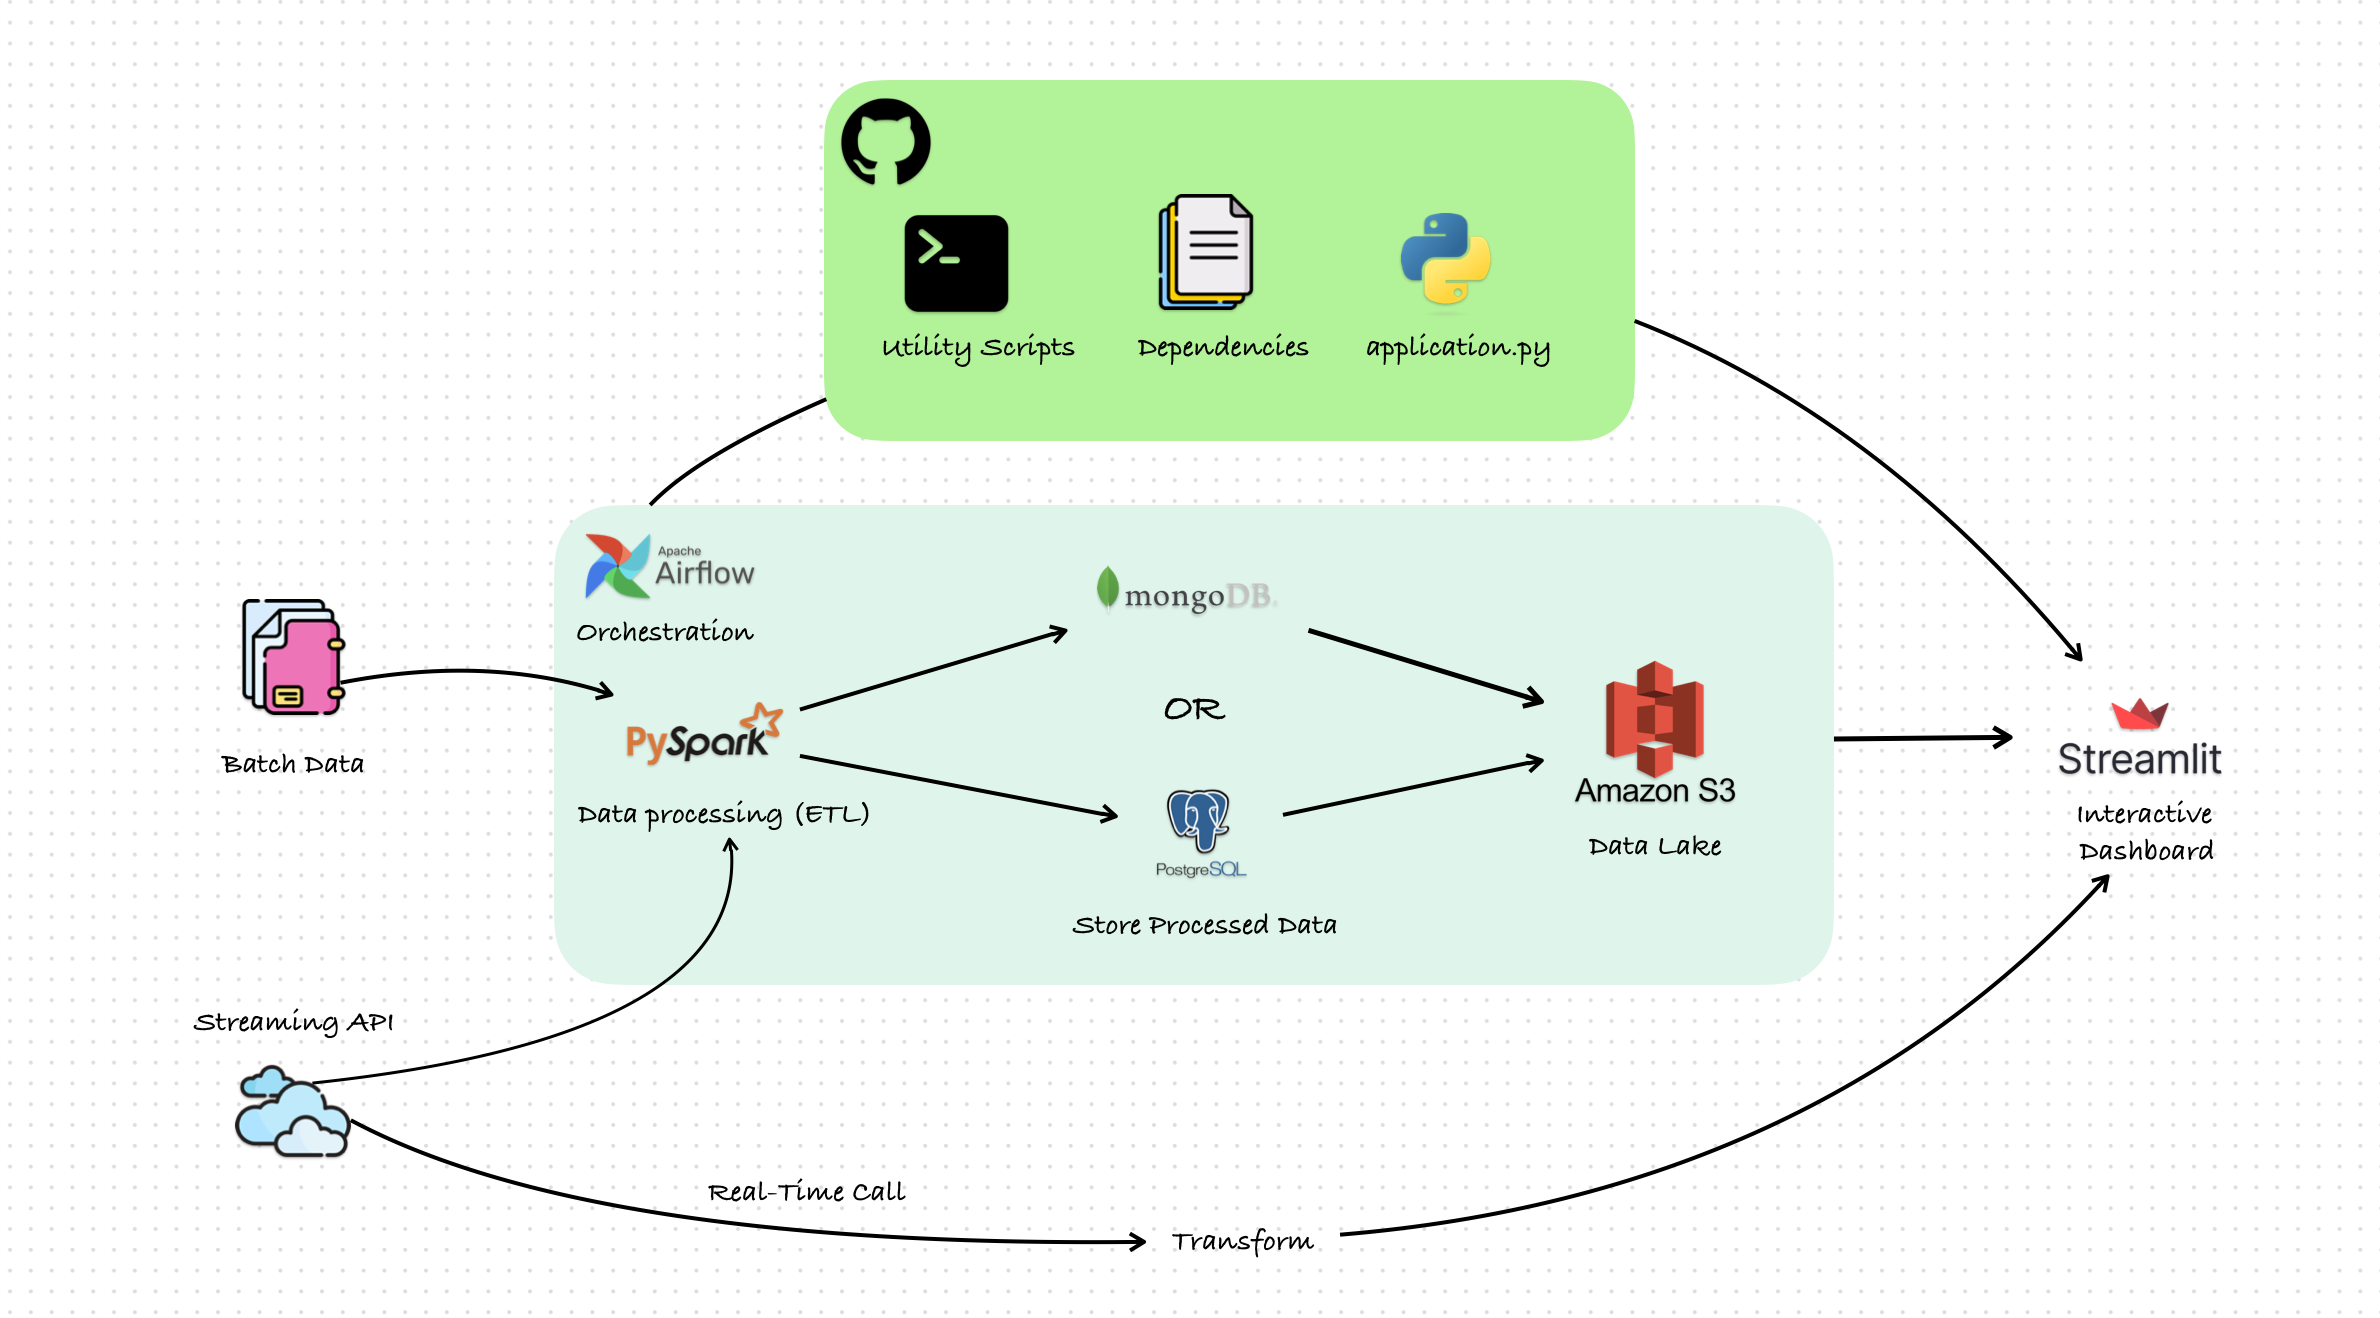 Utility Scripts
Dependencies
application.py
Apache
Airflow
Orchestration
mongoDB.
Batch Data
PySpark
Data processing (ETL)
OR
PostgreSQL
Store Processed Data
Amazon S3
Data Lake
Streamlit
Interactive
Dashboard
Streaming API
Real-Time Call
Transform